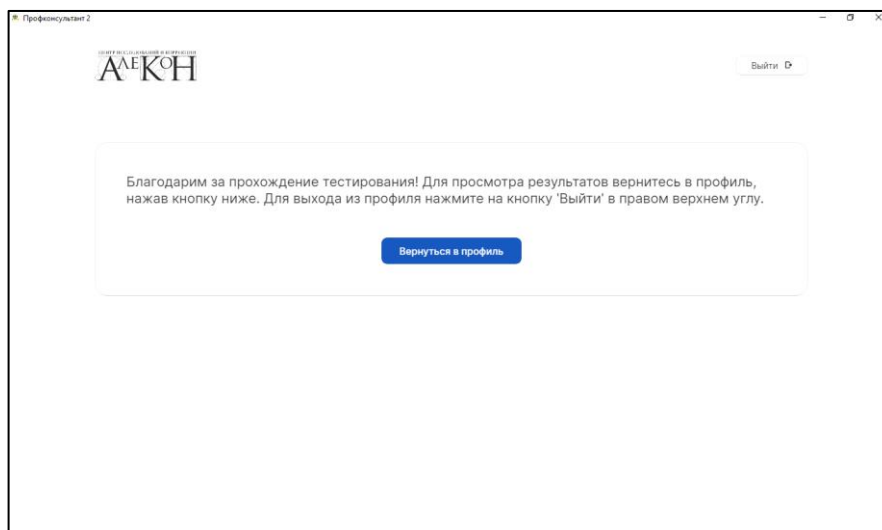 Профконсультант 2
АЛЕКОН
Выйти
Благодарим за прохождение тестирования! Для просмотра результатов вернитесь в профиль,
нажав кнопку ниже. Для выхода из профиля нажмите на кнопку 'Выйти' в правом верхнем углу.
Вернуться в профиль